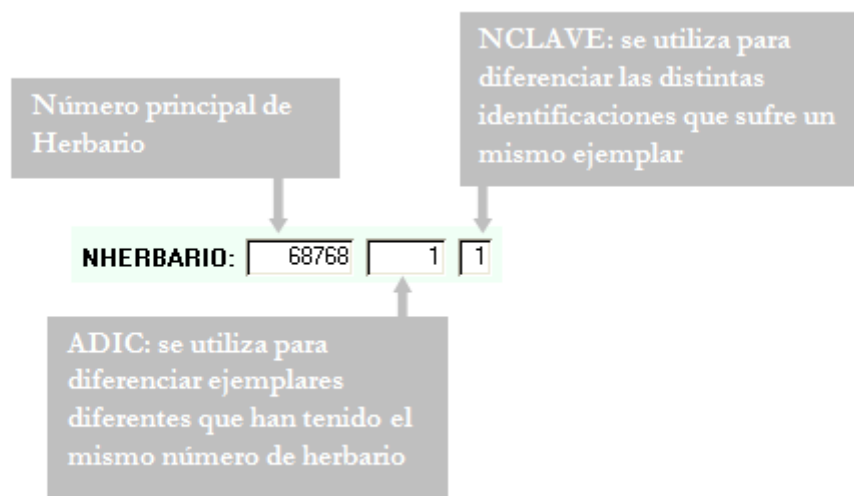 NCLAVE: se utiliza para
diferenciar las distintas
identificaciones que sufre un
mismo ejemplar
Número principal de
Herbario
NHERBARIO: 68768 1 1
ADIC: se utiliza para
diferenciar ejemplares
diferentes que han tenido el
mismo número de herbario